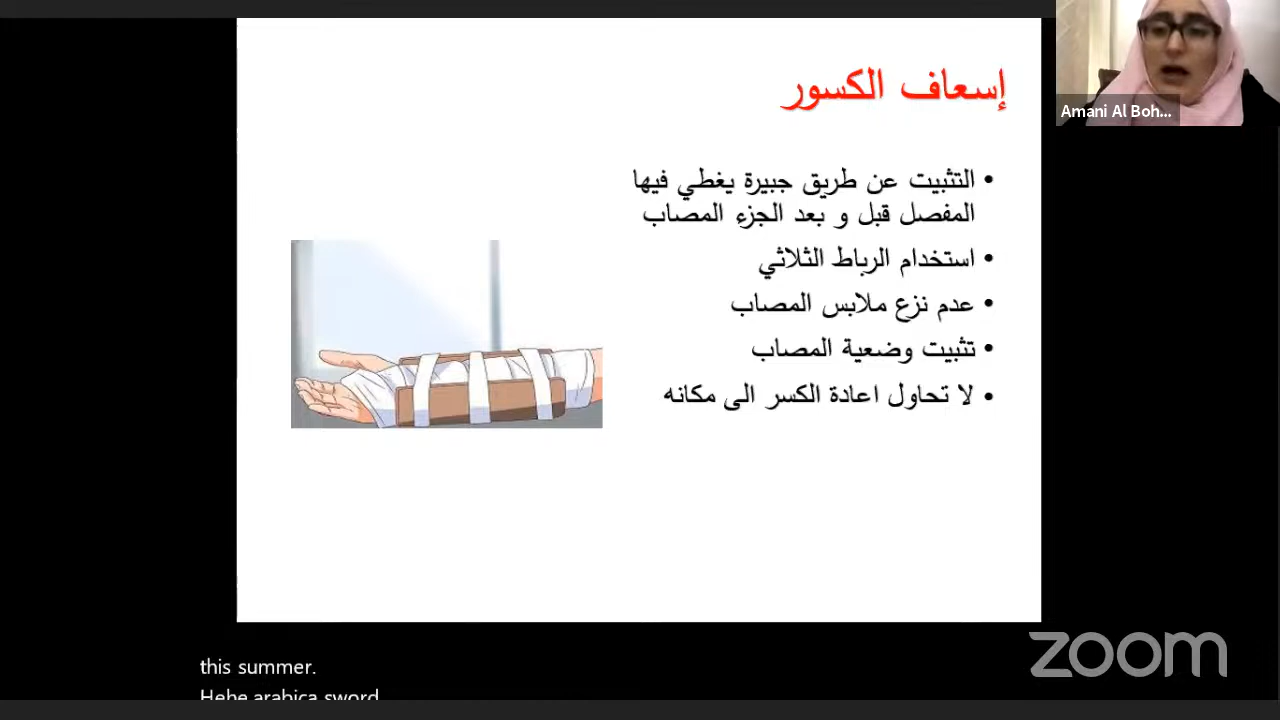 إسعاف الكسور
• التثبيت عن طريق جبيرة يغطي فيها
المفصل قبل و بعد الجزء المصاب
• استخدام الرباط الثلاثي
• عدم نزع ملابس المصاب
• تثبيت وضعية المصاب
• لا تحاول اعادة الكسر الى مكانه
Amani Al Boh...
this summer.
Hehe arabica sword
zoom